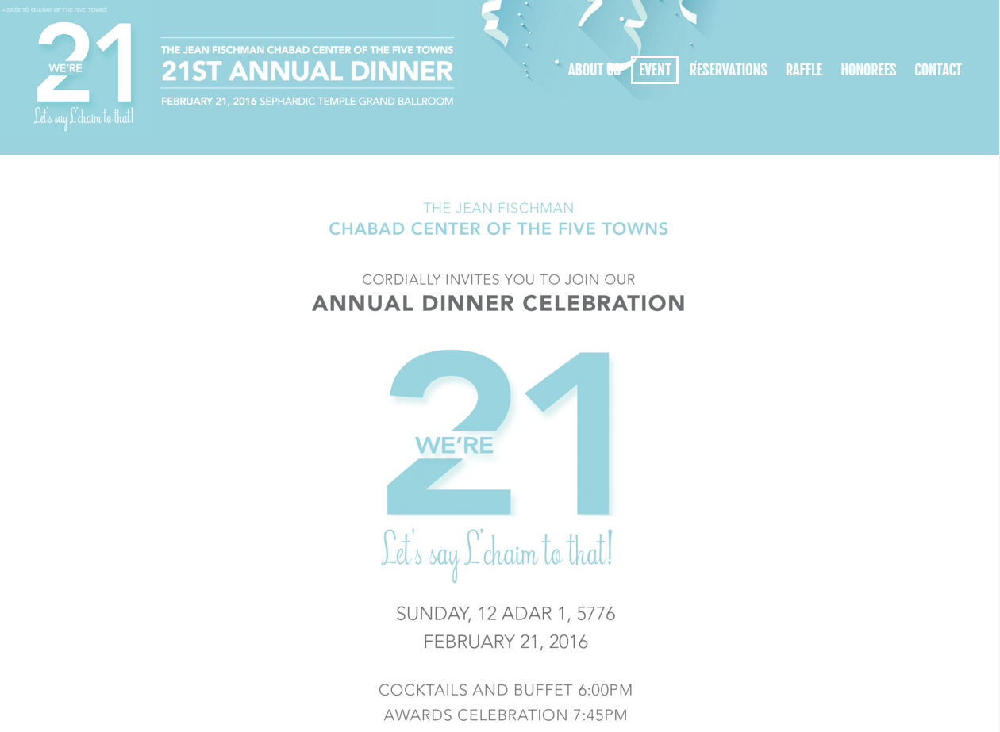 « BACK TO CHABAD OF THE FIVE TOWNS
21
WE'RE
Let's say L'chaim to that!
THE JEAN FISCHMAN CHABAD CENTER OF THE FIVE TOWNS
21ST ANNUAL DINNER
FEBRUARY 21, 2016 SEPHARDIC TEMPLE GRAND BALLROOM
ABOUT US EVENT RESERVATIONS RAFFLE HONOREES CONTACT
THE JEAN FISCHMAN
CHABAD CENTER OF THE FIVE TOWNS
CORDIALLY INVITES YOU TO JOIN OUR
ANNUAL DINNER CELEBRATION
21
WE'RE
Let's say L'chaim to that!
SUNDAY, 12 ADAR 1, 5776
FEBRUARY 21, 2016
COCKTAILS AND BUFFET 6:00PM
AWARDS CELEBRATION 7:45PM